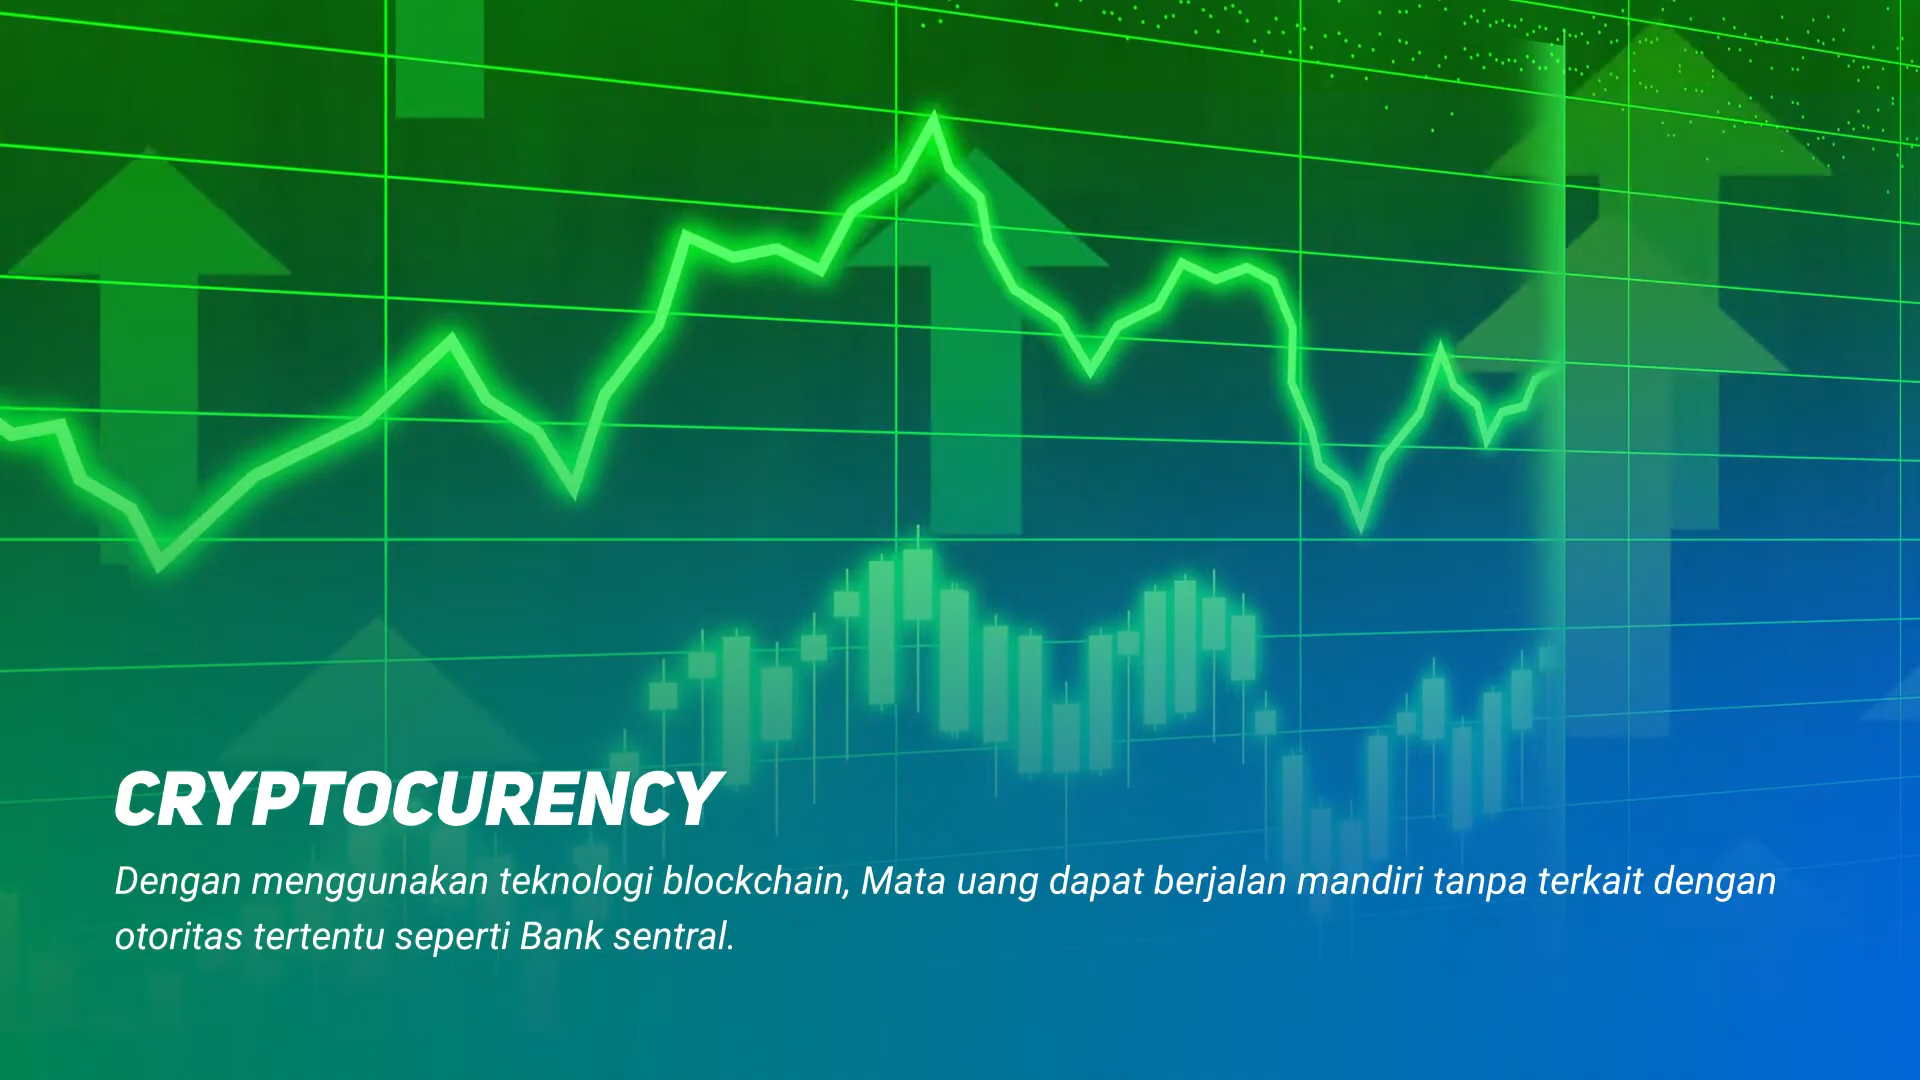 CRYPTOCURENCY
Dengan menggunakan teknologi blockchain, Mata uang dapat berjalan mandiri tanpa terkait dengan
otoritas tertentu seperti Bank sentral.